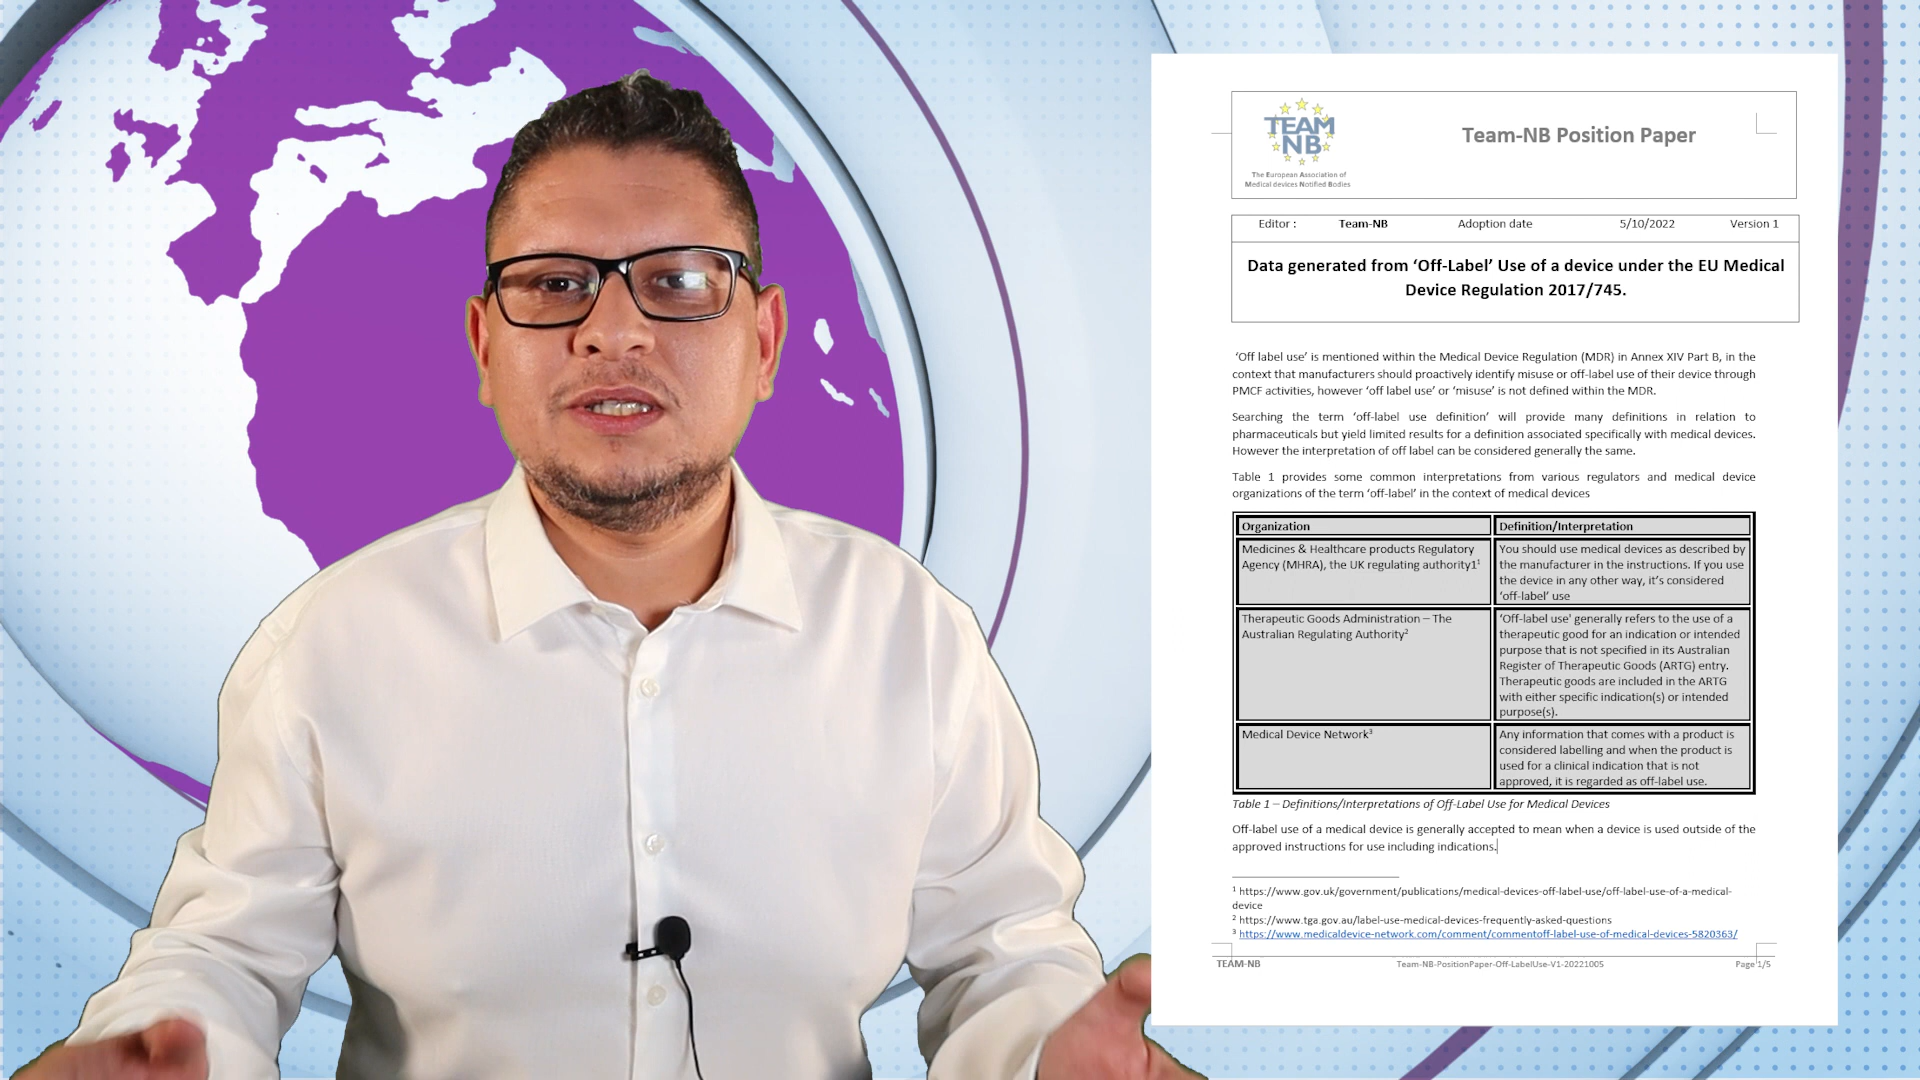 TEAM
NB
The European Association of
Medical devices Notified Bodies
Team-NB Position Paper
Editor : Team-NB Adoption date 5/10/2022 Version 1
Data generated from ‘Off-Label’ Use of a device under the EU Medical
Device Regulation 2017/745.
‘Off label use’ is mentioned within the Medical Device Regulation (MDR) in Annex XIV Part B, in the
context that manufacturers should proactively identify misuse or off-label use of their device through
PMCF activities, however ‘off label use’ or ‘misuse’ is not defined within the MDR.
Searching the term ‘off-label use definition’ will provide many definitions in relation to
pharmaceuticals but yield limited results for a definition associated specifically with medical devices.
However the interpretation of off label can be considered generally the same.
Table 1 provides some common interpretations from various regulators and medical device
organizations of the term ‘off-label’ in the context of medical devices
Organization
Definition/Interpretation
Medicines & Healthcare products Regulatory
Agency (MHRA), the UK regulating authority1¹
You should use medical devices as described by
the manufacturer in the instructions. If you use
the device in any other way, it’s considered
‘off-label’ use
Therapeutic Goods Administration – The
Australian Regulating Authority²
‘Off-label use' generally refers to the use of a
therapeutic good for an indication or intended
purpose that is not specified in its Australian
Register of Therapeutic Goods (ARTG) entry.
Therapeutic goods are included in the ARTG
with either specific indication(s) or intended
purpose(s).
Medical Device Network³
Any information that comes with a product is
considered labelling and when the product is
used for a clinical indication that is not
approved, it is regarded as off-label use.
Table 1 – Definitions/Interpretations of Off-Label Use for Medical Devices
Off-label use of a medical device is generally accepted to mean when a device is used outside of the
approved instructions for use including indications.
¹ https://www.gov.uk/government/publications/medical-devices-off-label-use/off-label-use-of-a-medical-
device
² https://www.tga.gov.au/label-use-medical-devices-frequently-asked-questions
³ https://www.medicaldevice-network.com/comment/commentoff-label-use-of-medical-devices-5820363/
TEAM-NB Team-NB-PositionPaper-Off-LabelUse-V1-20221005 Page 1/5